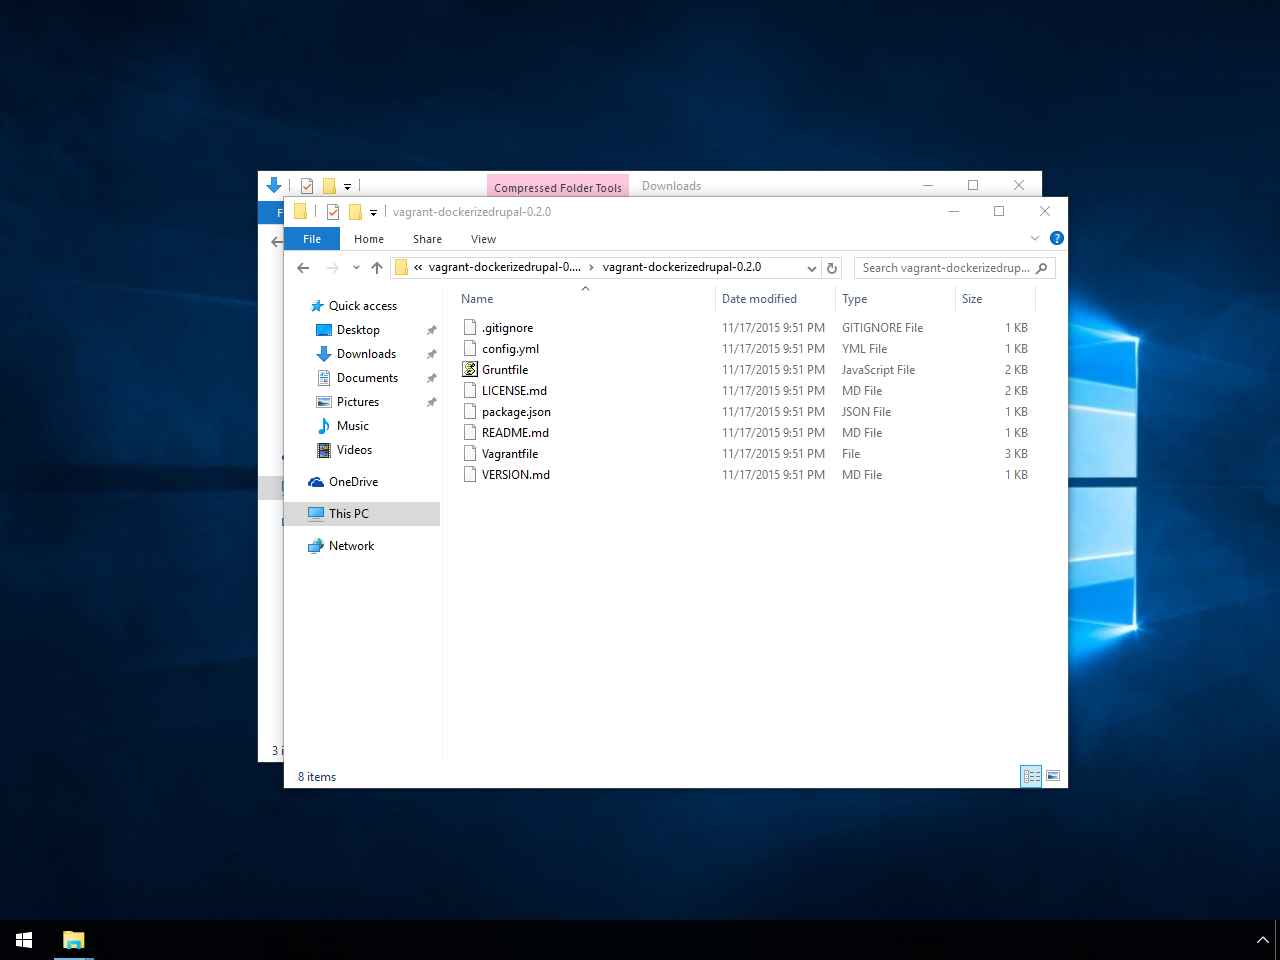 Compressed Folder Tools Downloads
vagrant-dockerizedrupal-0.2.0
File Home Share View
« vagrant-dockerizedrupal-0.... › vagrant-dockerizedrupal-0.2.0 Search vagrant-dockerizedrup...
Name Date modified Type Size
Quick access
Desktop
Downloads
Documents
Pictures
Music
Videos
OneDrive
This PC
Network
.gitignore 11/17/2015 9:51 PM GITIGNORE File 1 KB
config.yml 11/17/2015 9:51 PM YML File 1 KB
Gruntfile 11/17/2015 9:51 PM JavaScript File 2 KB
LICENSE.md 11/17/2015 9:51 PM MD File 2 KB
package.json 11/17/2015 9:51 PM JSON File 1 KB
README.md 11/17/2015 9:51 PM MD File 1 KB
Vagrantfile 11/17/2015 9:51 PM File 3 KB
VERSION.md 11/17/2015 9:51 PM MD File 1 KB
3 i
8 items